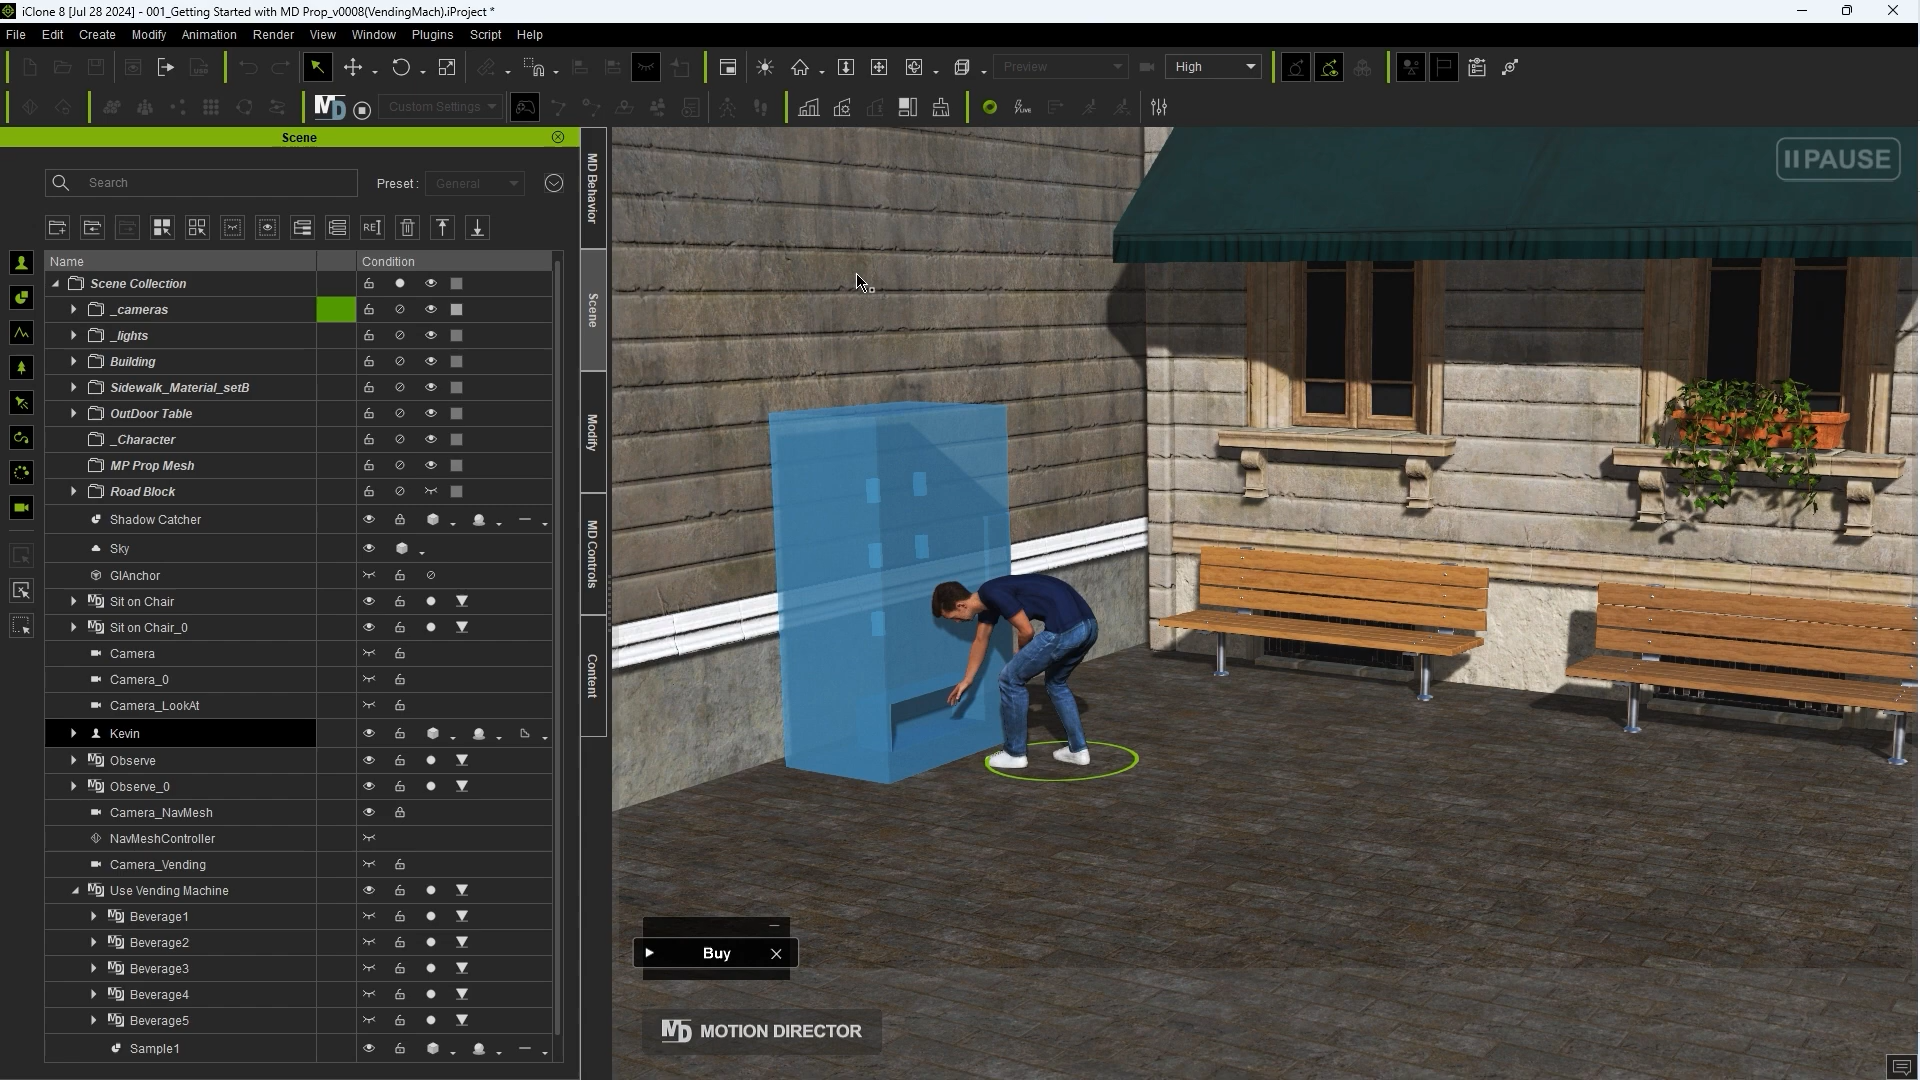 iClone 8 [Jul 28 2024] - 001_Getting Started with MD Prop_v0008(VendingMach).iProject *
File Edit Create Modify Animation Render View Window Plugins Script Help
Preview High
MD Custom Settings
LIVE
Scene
Search Preset : General
REI
Name Condition
Scene Collection
_cameras
_lights
Building
Sidewalk_Material_setB
OutDoor Table
_Character
MP Prop Mesh
Road Block
Shadow Catcher
Sky
GIAnchor
Sit on Chair
Sit on Chair_0
Camera
Camera_0
Camera_LookAt
Kevin
Observe
Observe_0
Camera_NavMesh
NavMeshController
Camera_Vending
Use Vending Machine
Beverage1
Beverage2
Beverage3
Beverage4
Beverage5
Sample1
MD Behavior
Scene
Modify
MD Controls
Content
PAUSE
Buy
MD MOTION DIRECTOR